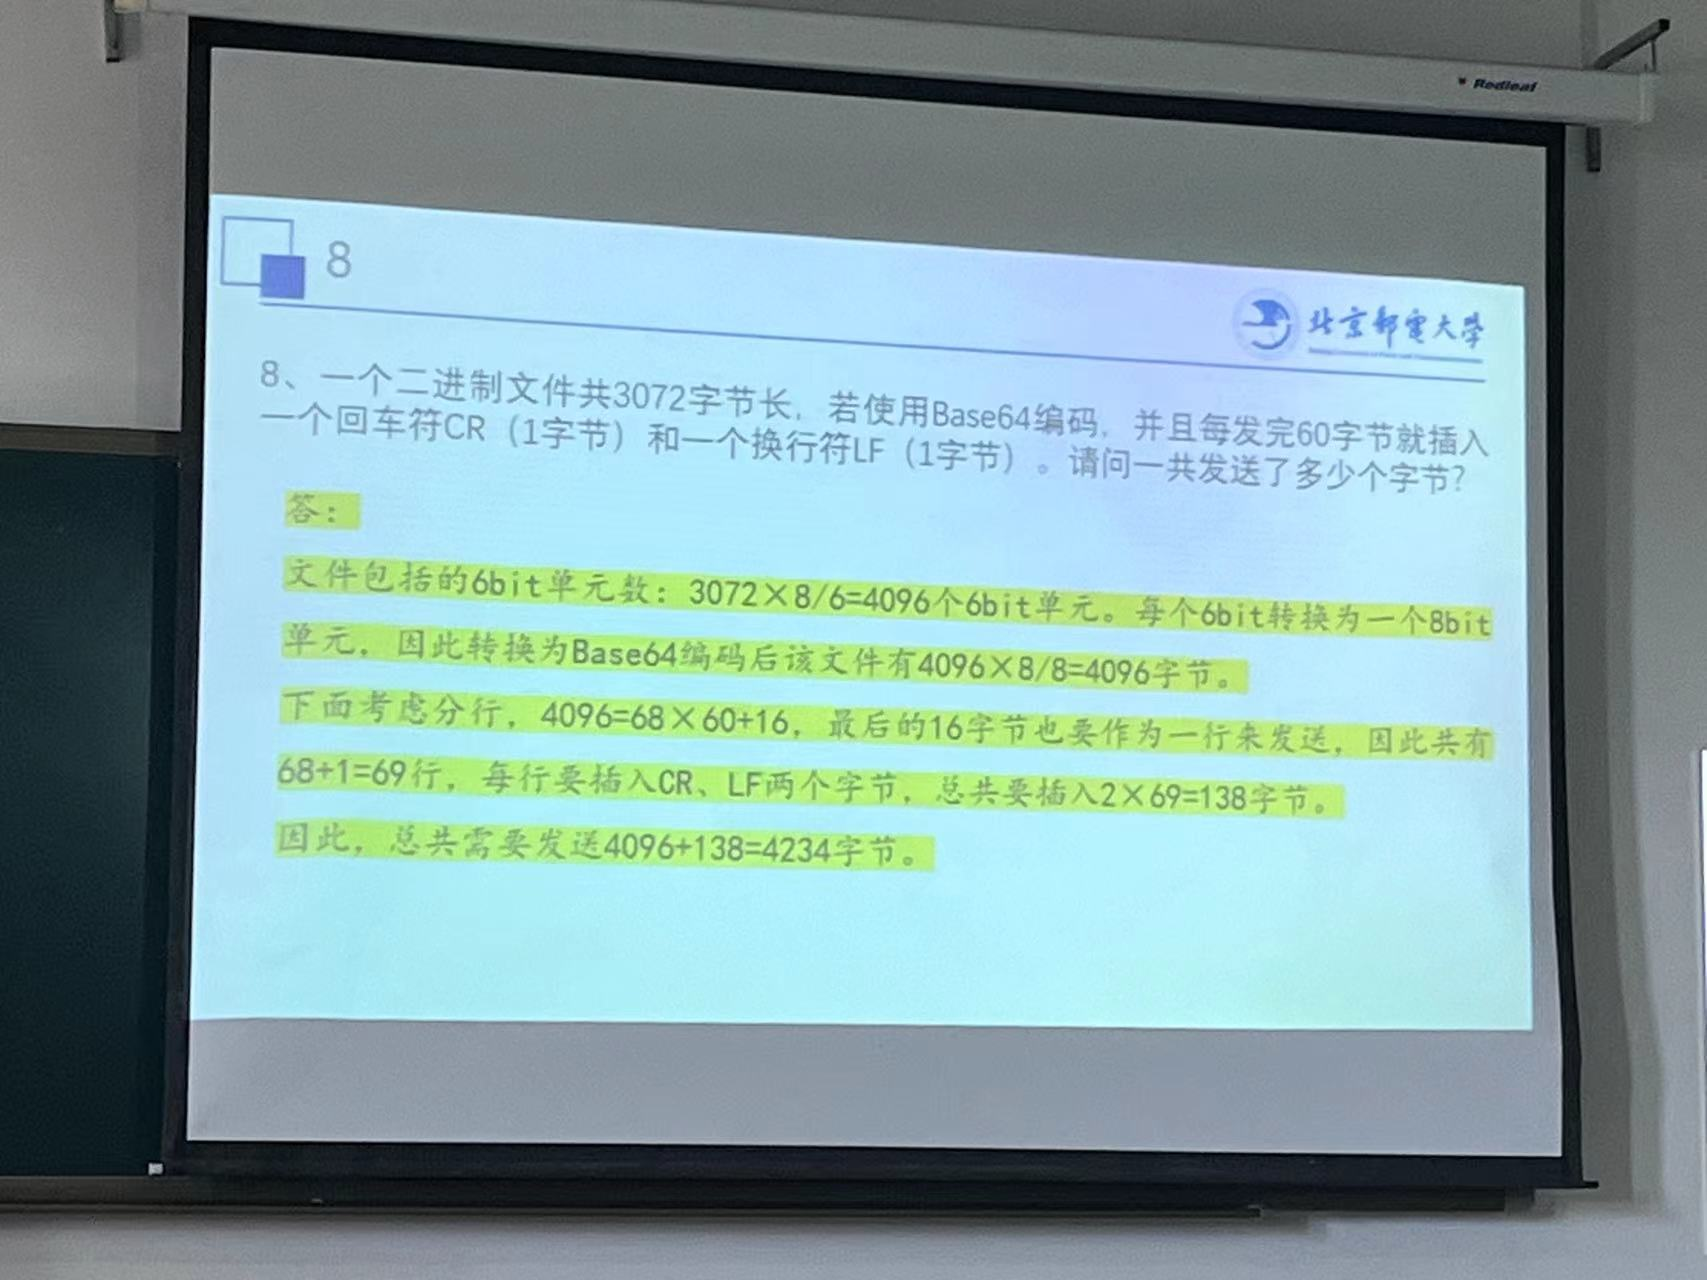 Redleaf
8
北京邮电大学
8、一个二进制文件共3072字节长，若使用Base64编码，并且每发完60字节就插入
一个回车符CR（1字节）和一个换行符LF（1字节）。请问一共发送了多少个字节？
答：
文件包括的6bit单元数：3072×8/6=4096个6bit单元。每个6bit转换为一个8bit
单元，因此转换为Base64编码后该文件有4096×8/8=4096字节。
下面考虑分行，4096=68×60+16，最后的16字节也要作为一行来发送，因此共有
68+1=69行，每行要插入CR、LF两个字节，总共要插入2×69=138字节。
因此，总共需要发送4096+138=4234字节。